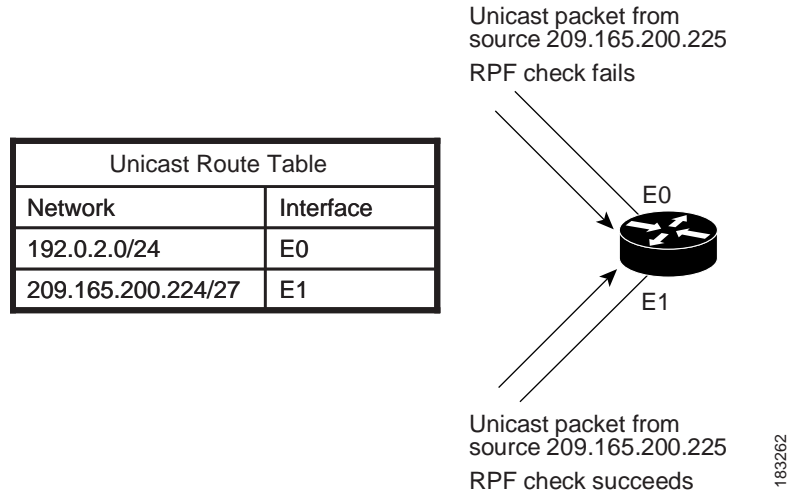 Unicast packet from
source 209.165.200.225
RPF check fails
Unicast Route Table
Network Interface
192.0.2.0/24 E0
209.165.200.224/27 E1
E0
E1
Unicast packet from
source 209.165.200.225
RPF check succeeds
183262